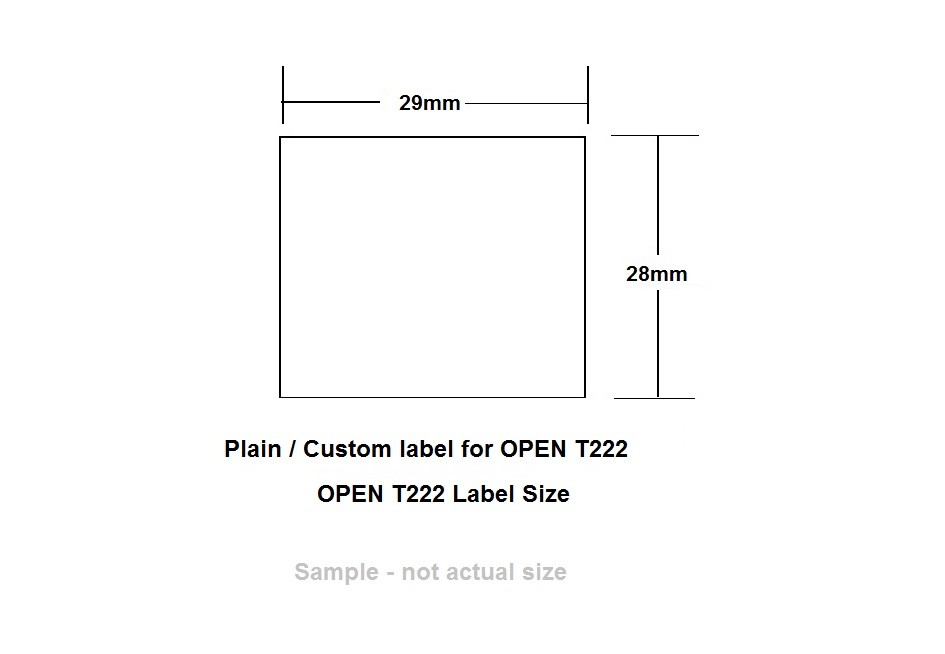 29mm
28mm
Plain / Custom label for OPEN T222
OPEN T222 Label Size
Sample - not actual size